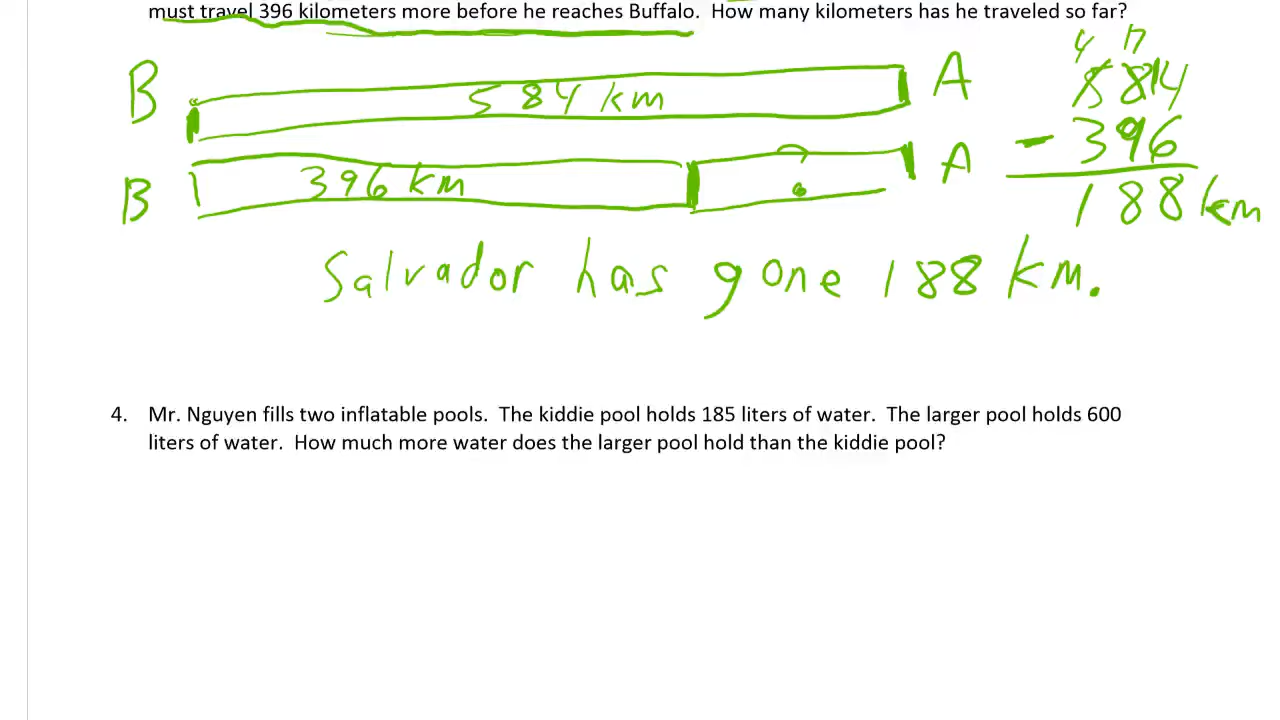 must travel 396 kilometers more before he reaches Buffalo. How many kilometers has he traveled so far?
4 17
B 584 km A 5814
- 396
B 396 km A
188 km
Salvador has gone 188 km.
4. Mr. Nguyen fills two inflatable pools. The kiddie pool holds 185 liters of water. The larger pool holds 600
liters of water. How much more water does the larger pool hold than the kiddie pool?